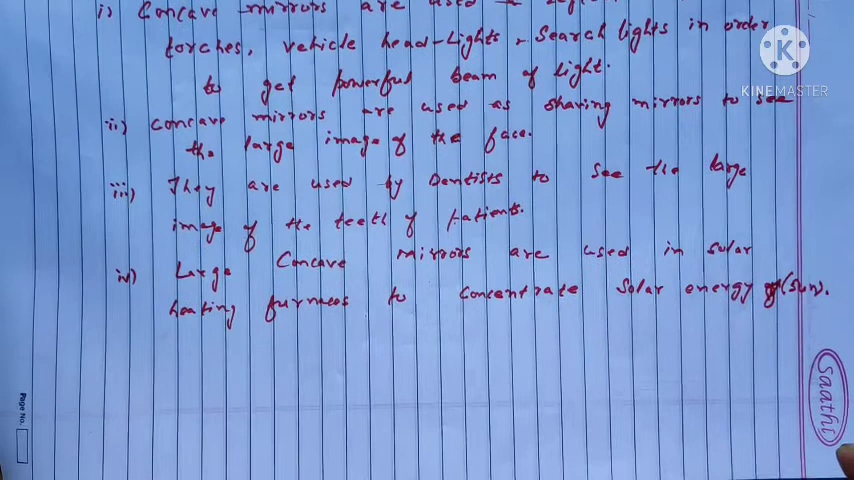 i) Concave mirrors are used
torches, vehicle head-Lights, Search lights in order
to get powerful beam of light.
ii) Concave mirrors are used as shaving mirrors to see
the large image of the face.
iii) They are used by Dentists to see the large
image of the teeth of Patients.
iv) Large Concave mirrors are used in solar
heating furnaces to concentrate solar energy (sun).
KINEMASTER
Saathi
Page No.